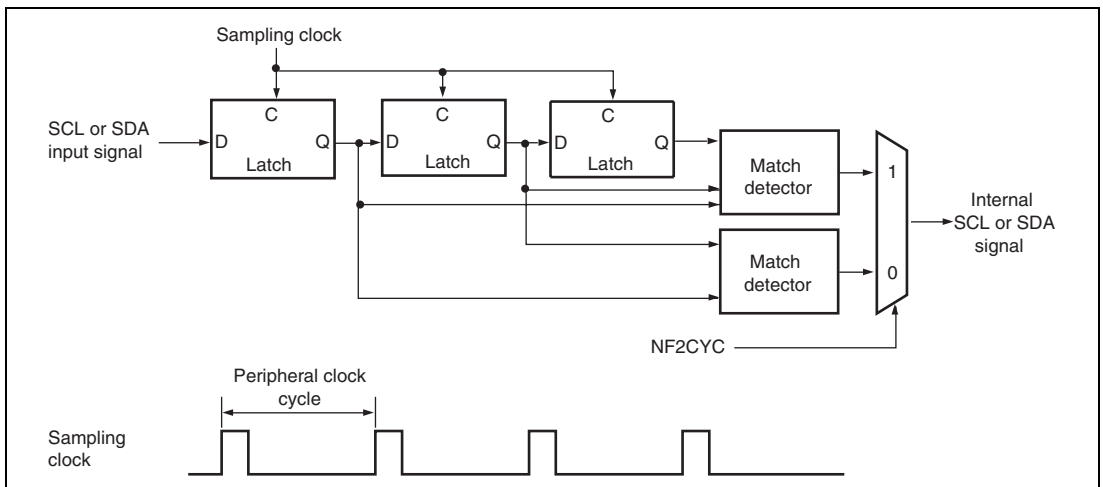 Sampling clock
SCL or SDA
input signal
C
D
Q
Latch
C
D
Q
Latch
C
D
Q
Latch
Match
detector
Match
detector
1
0
Internal
SCL or SDA
signal
NF2CYC
Peripheral clock
cycle
Sampling
clock